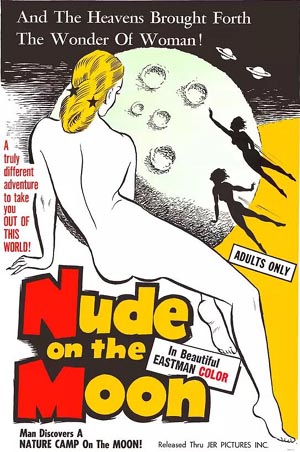 And The Heavens Brought Forth
The Wonder Of Woman!
A
truly
different
adventure
to take
you
OUT OF
THIS
WORLD!
ADULTS ONLY
Nude
on the
Moon
In Beautiful
EASTMAN COLOR
Man Discovers A
NATURE CAMP On The MOON!
Released Thru JER PICTURES INC.